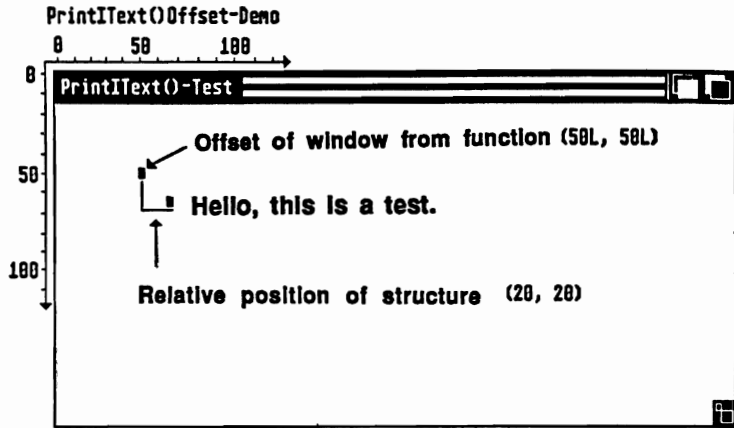 PrintIText()Offset-Demo
0 50 100
0
PrintIText()-Test
Offset of window from function (50L, 50L)
50
Hello, this is a test.
100
Relative position of structure (20, 20)